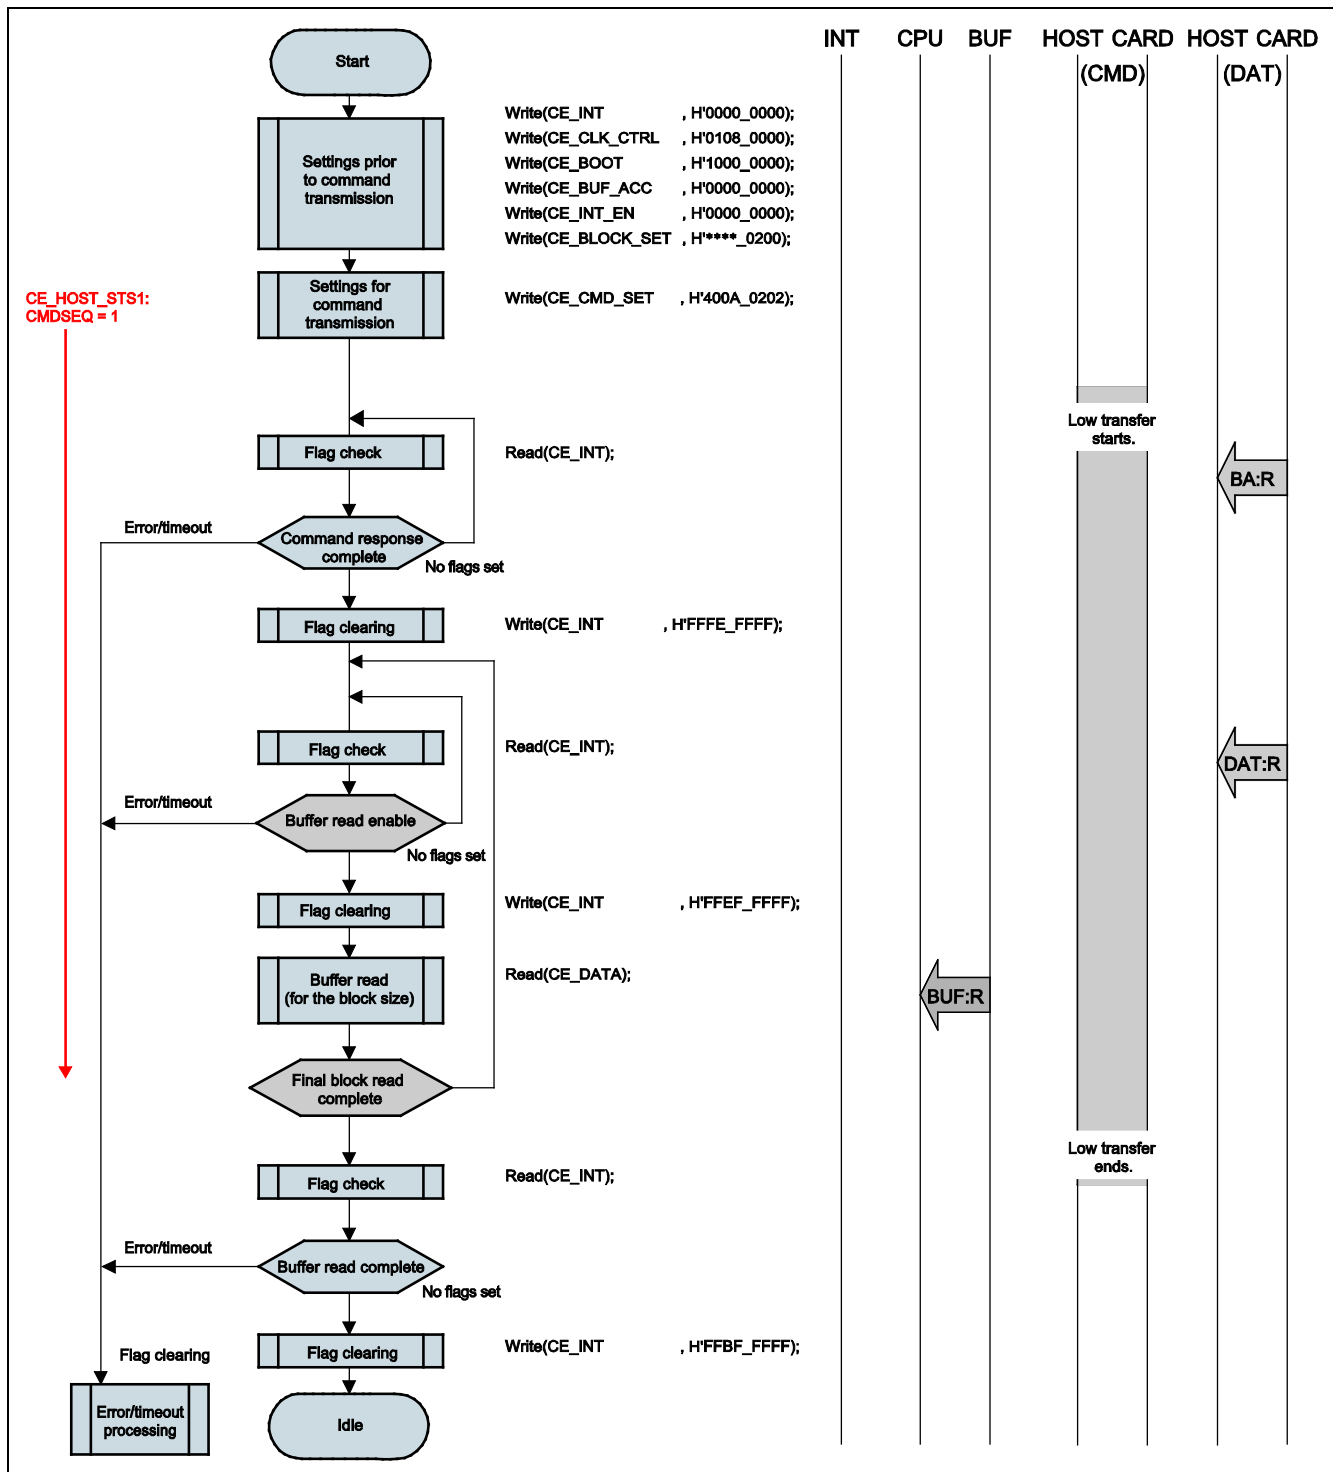 INT CPU BUF HOST CARD HOST CARD
(CMD) (DAT)
Start
Settings prior
to command
transmission
Write(CE_INT , H'0000_0000);
Write(CE_CLK_CTRL , H'0108_0000);
Write(CE_BOOT , H'1000_0000);
Write(CE_BUF_ACC , H'0000_0000);
Write(CE_INT_EN , H'0000_0000);
Write(CE_BLOCK_SET , H'****_0200);
CE_HOST_STS1:
CMDSEQ = 1
Settings for
command
transmission
Write(CE_CMD_SET , H'400A_0202);
Low transfer
starts.
Flag check
Read(CE_INT);
BA:R
Error/timeout
Command response
complete
No flags set
Flag clearing
Write(CE_INT , H'FFFE_FFFF);
Flag check
Read(CE_INT);
DAT:R
Error/timeout
Buffer read enable
No flags set
Flag clearing
Write(CE_INT , H'FFEF_FFFF);
Buffer read
(for the block size)
Read(CE_DATA);
BUF:R
Final block read
complete
Low transfer
ends.
Flag check
Read(CE_INT);
Error/timeout
Buffer read complete
No flags set
Flag clearing
Write(CE_INT , H'FFBF_FFFF);
Flag clearing
Error/timeout
processing
Idle